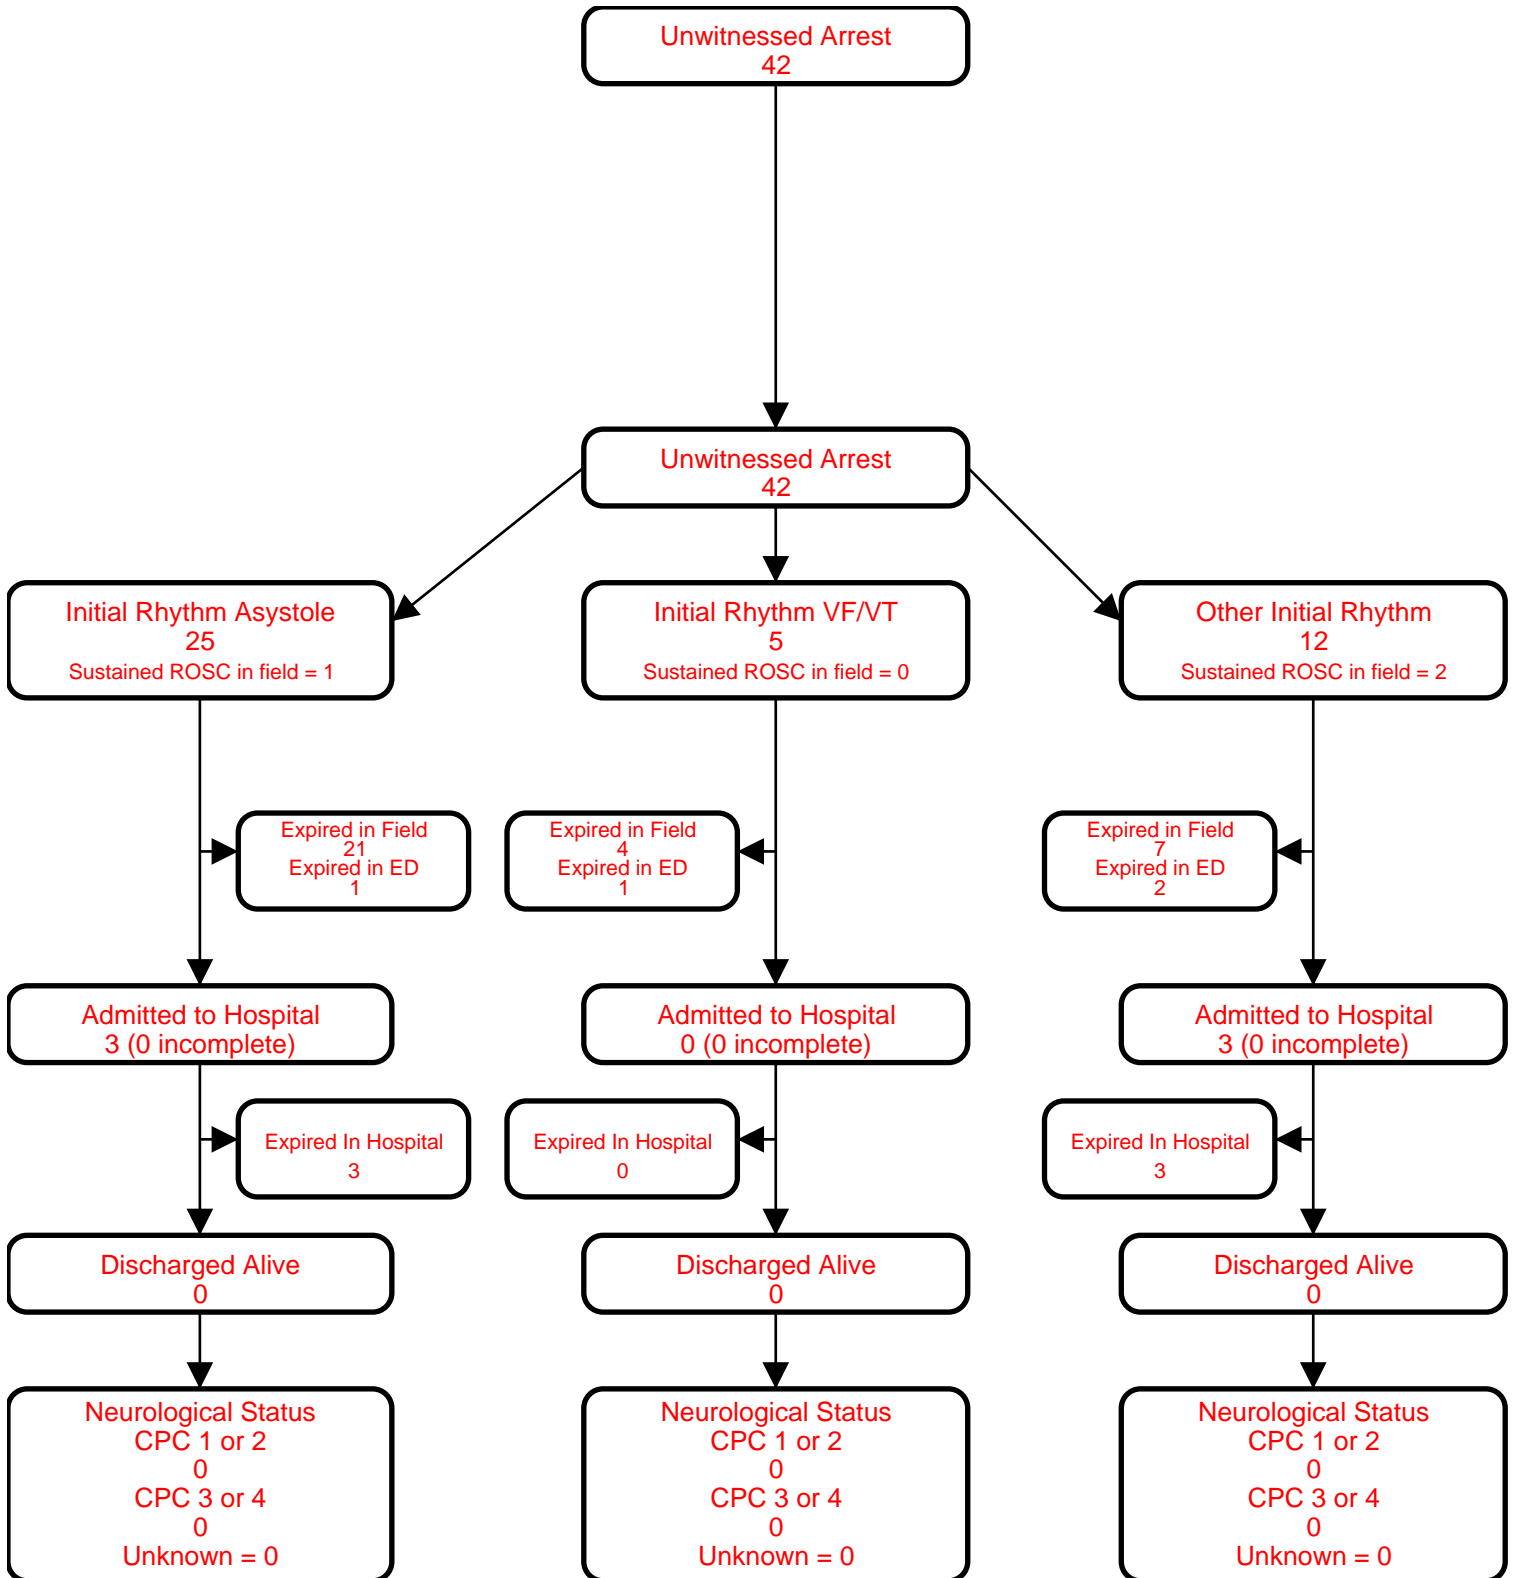 Unwitnessed Arrest
42
Unwitnessed Arrest
42
Initial Rhythm Asystole
25
Sustained ROSC in field = 1
Initial Rhythm VF/VT
5
Sustained ROSC in field = 0
Other Initial Rhythm
12
Sustained ROSC in field = 2
Expired in Field
21
Expired in ED
1
Expired in Field
4
Expired in ED
1
Expired in Field
7
Expired in ED
2
Admitted to Hospital
3 (0 incomplete)
Admitted to Hospital
0 (0 incomplete)
Admitted to Hospital
3 (0 incomplete)
Expired In Hospital
3
Expired In Hospital
0
Expired In Hospital
3
Discharged Alive
0
Discharged Alive
0
Discharged Alive
0
Neurological Status
CPC 1 or 2
0
CPC 3 or 4
0
Unknown = 0
Neurological Status
CPC 1 or 2
0
CPC 3 or 4
0
Unknown = 0
Neurological Status
CPC 1 or 2
0
CPC 3 or 4
0
Unknown = 0